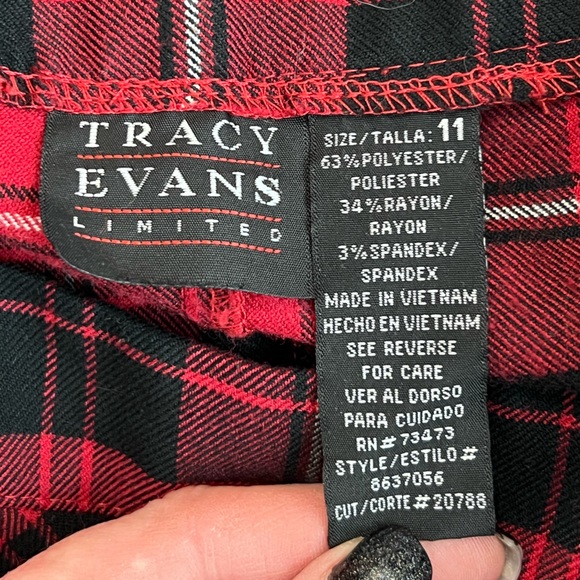 TRACY
EVANS
LIMITED
SIZE/TALLA: 11
63%POLYESTER/
POLIESTER
34%RAYON/
RAYON
3%SPANDEX/
SPANDEX
MADE IN VIETNAM
HECHO EN VIETNAM
SEE REVERSE
FOR CARE
VER AL DORSO
PARA CUIDADO
RN# 73473
STYLE/ESTILO#
8637056
CUT/CORTE#20788